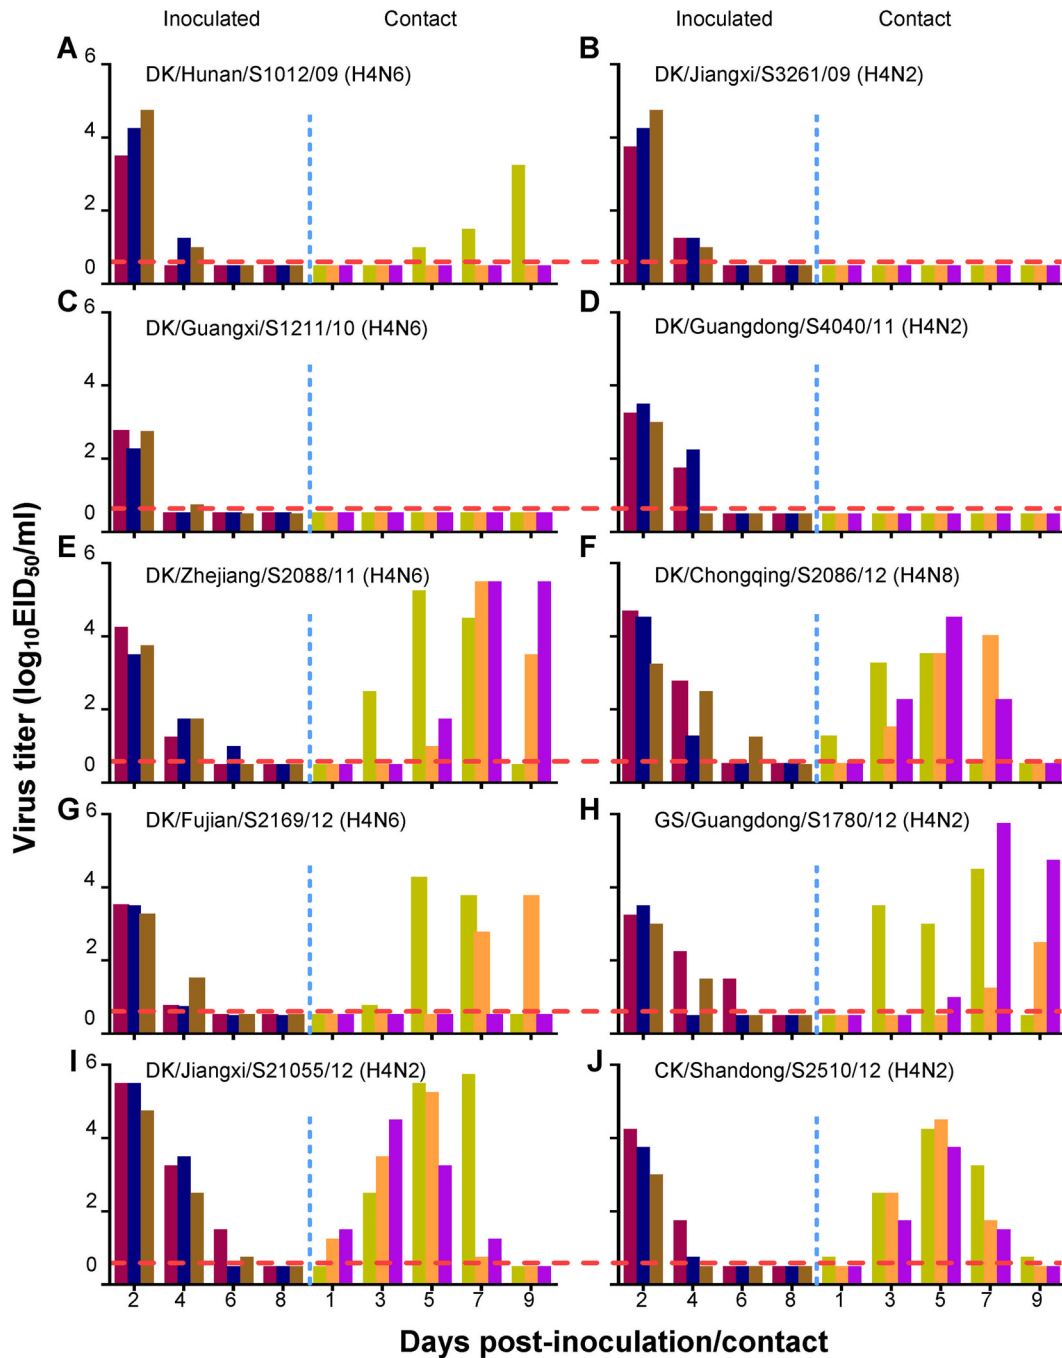 Inoculated Contact Inoculated Contact
A DK/Hunan/S1012/09 (H4N6)
6
4
2
0
B DK/Jiangxi/S3261/09 (H4N2)
C DK/Guangxi/S1211/10 (H4N6)
6
4
2
0
D DK/Guangdong/S4040/11 (H4N2)
E DK/Zhejiang/S2088/11 (H4N6)
6
4
2
0
F DK/Chongqing/S2086/12 (H4N8)
G DK/Fujian/S2169/12 (H4N6)
6
4
2
0
H GS/Guangdong/S1780/12 (H4N2)
I DK/Jiangxi/S21055/12 (H4N2)
6
4
2
0
J CK/Shandong/S2510/12 (H4N2)
2 4 6 8 1 3 5 7 9 2 4 6 8 1 3 5 7 9
Virus titer (log₁₀EID₅₀/ml)
Days post-inoculation/contact